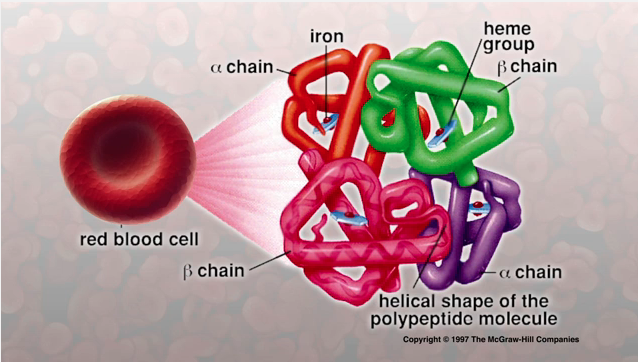 iron
heme
group
α chain
β chain
red blood cell
β chain
α chain
helical shape of the
polypeptide molecule
Copyright © 1997 The McGraw-Hill Companies